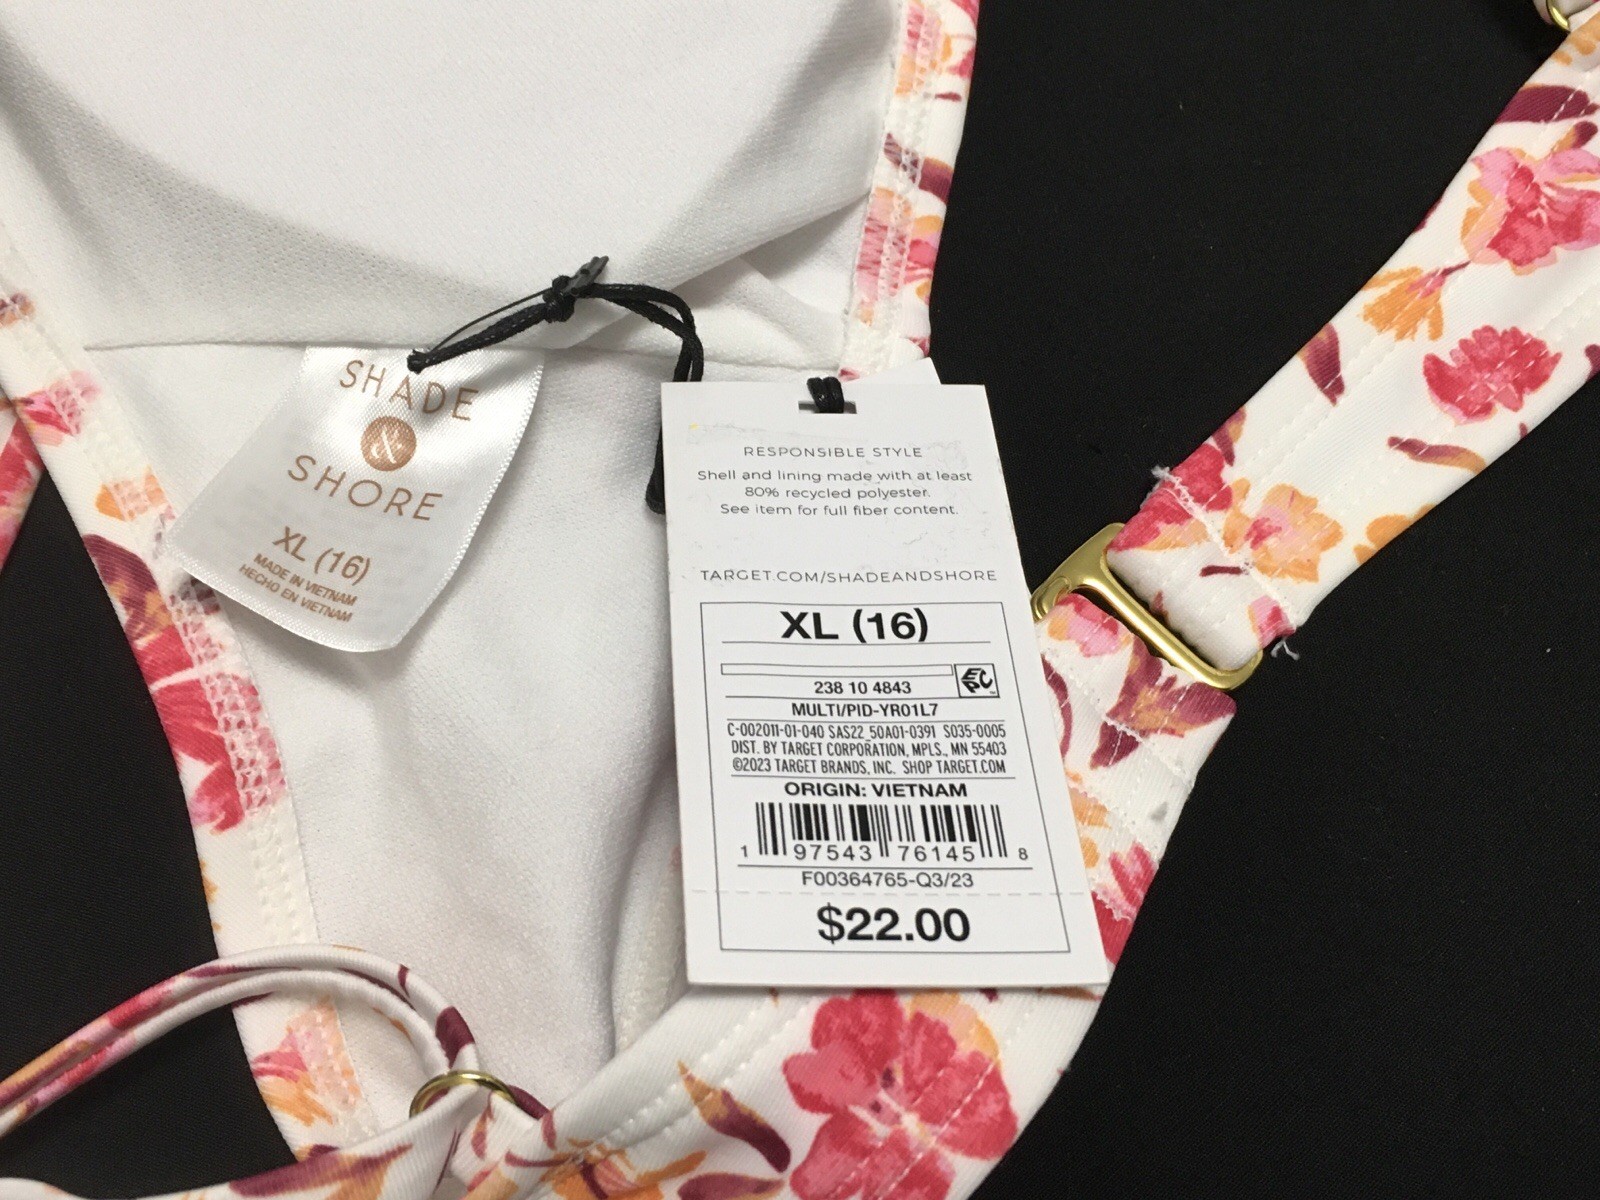 SHADE
&
SHORE
XL (16)
MADE IN VIETNAM
HECHO EN VIETNAM
RESPONSIBLE STYLE
Shell and lining made with at least
80% recycled polyester.
See item for full fiber content.
TARGET.COM/SHADEANDSHORE
XL (16)
EPC
238 10 4843
MULTI/PID-YR01L7
C-002011-01-040 SAS22_50A01-0391 S035-0005
DIST. BY TARGET CORPORATION, MPLS., MN 55403
©2023 TARGET BRANDS, INC. SHOP TARGET.COM
ORIGIN: VIETNAM
1 97543 76145 8
F00364765-Q3/23
$22.00